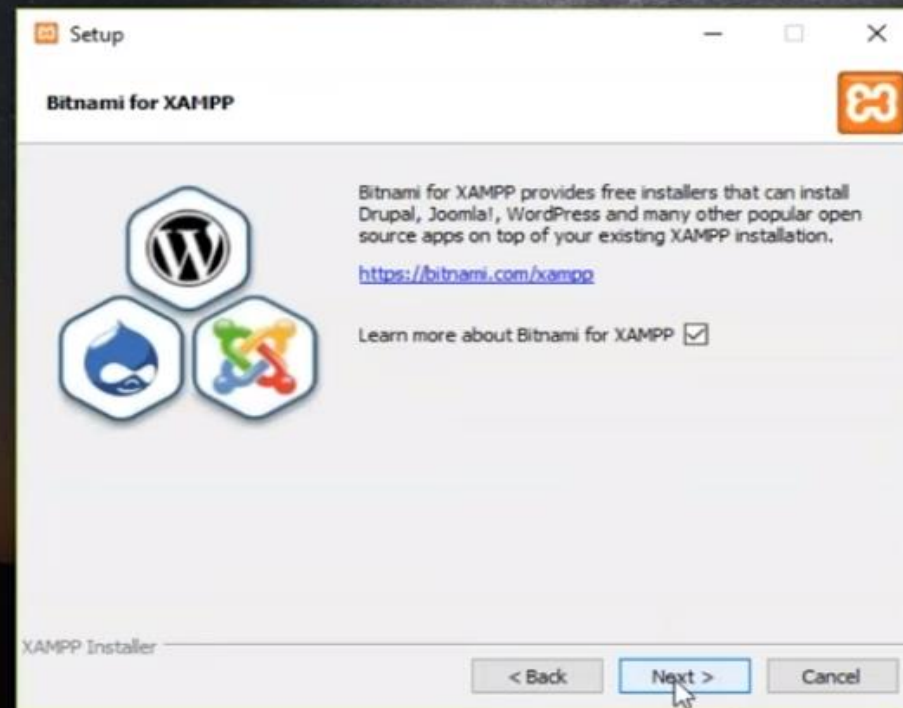 Setup
Bitnami for XAMPP
Bitnami for XAMPP provides free installers that can install
Drupal, Joomla!, WordPress and many other popular open
source apps on top of your existing XAMPP installation.
https://bitnami.com/xampp
Learn more about Bitnami for XAMPP
XAMPP Installer
< Back Next > Cancel